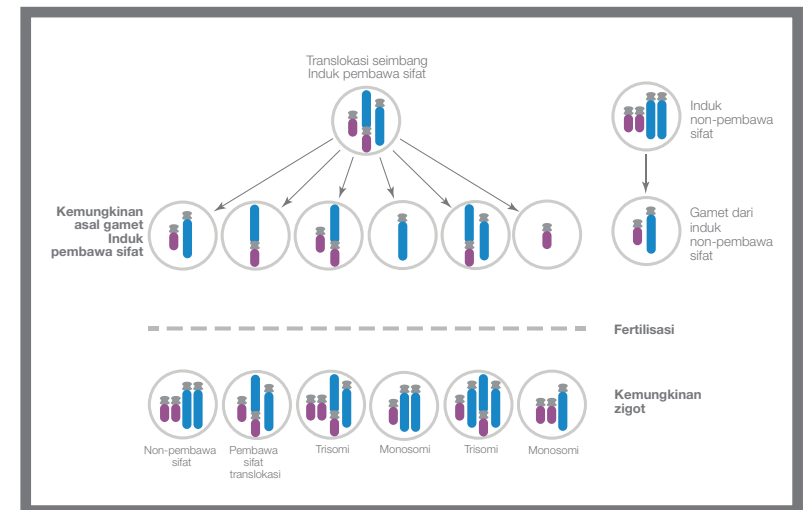 Translokasi seimbang
Induk pembawa sifat
Induk
non-pembawa
sifat
Kemungkinan
asal gamet
Induk
pembawa sifat
Gamet dari
induk
non-pembawa
sifat
Fertilisasi
Kemungkinan
zigot
Non-pembawa
sifat
Pembawa
sifat
translokasi
Trisomi
Monosomi
Trisomi
Monosomi